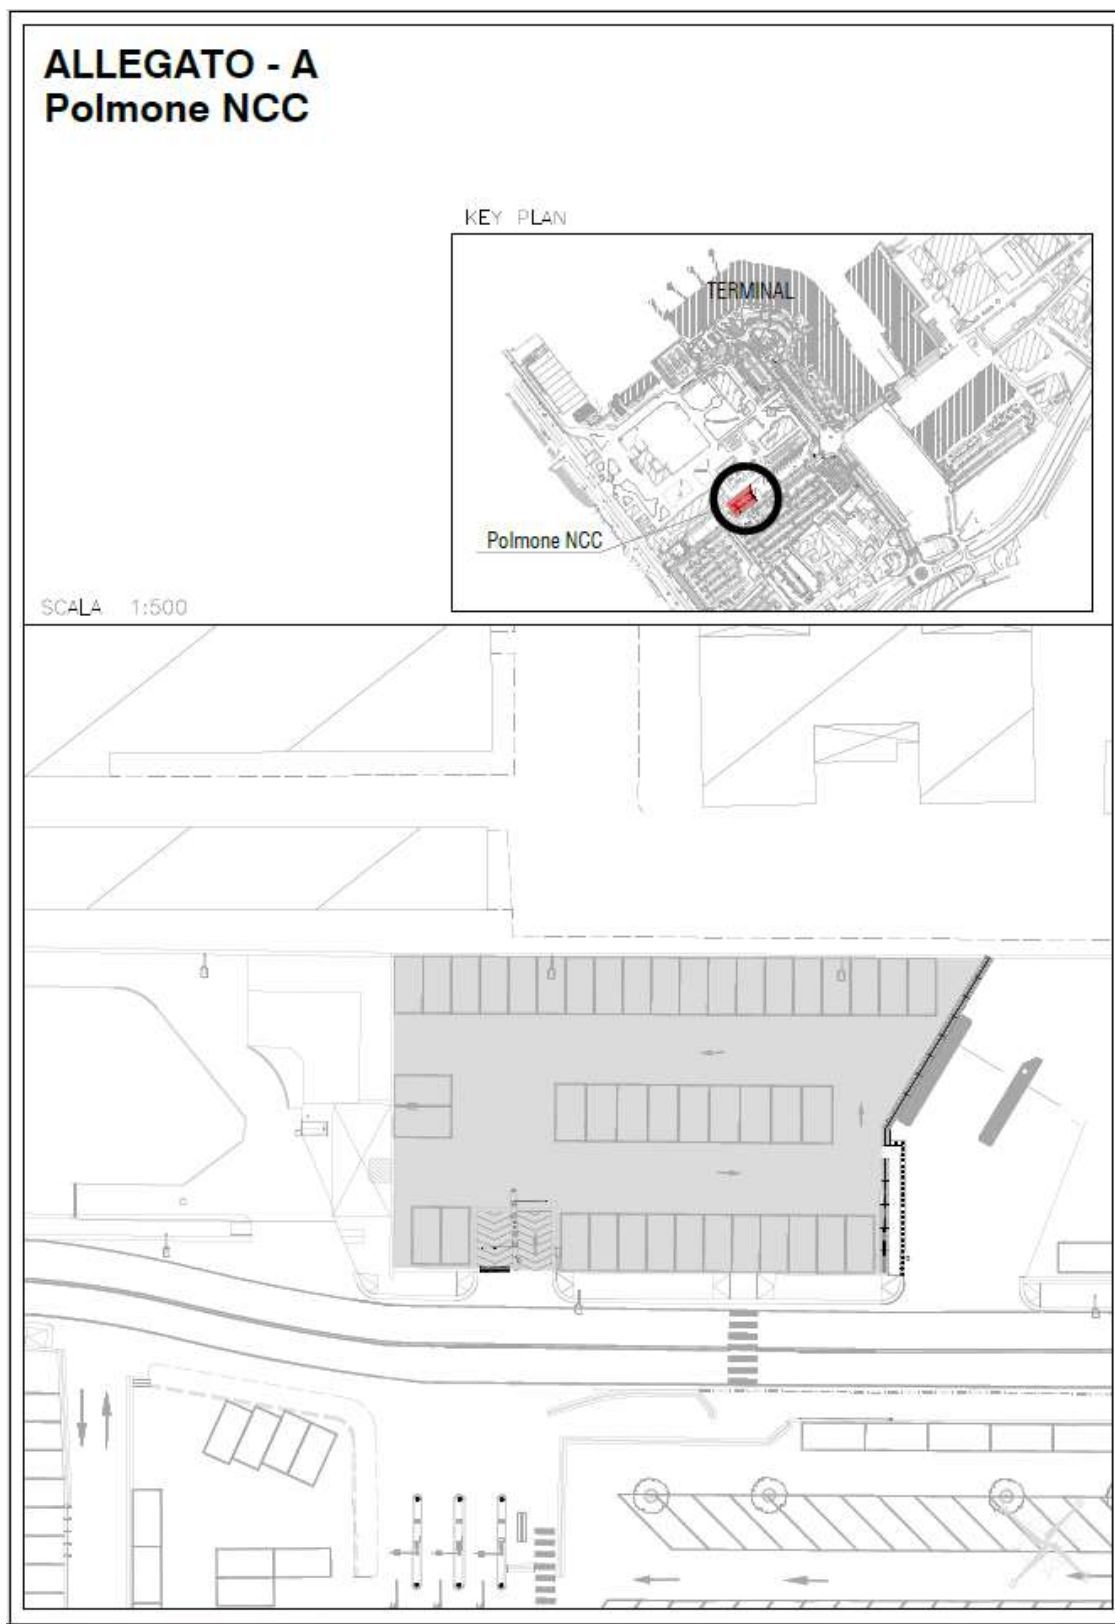 ALLEGATO - A
Polmone NCC
KEY PLAN
TERMINAL
Polmone NCC
SCALA 1:500